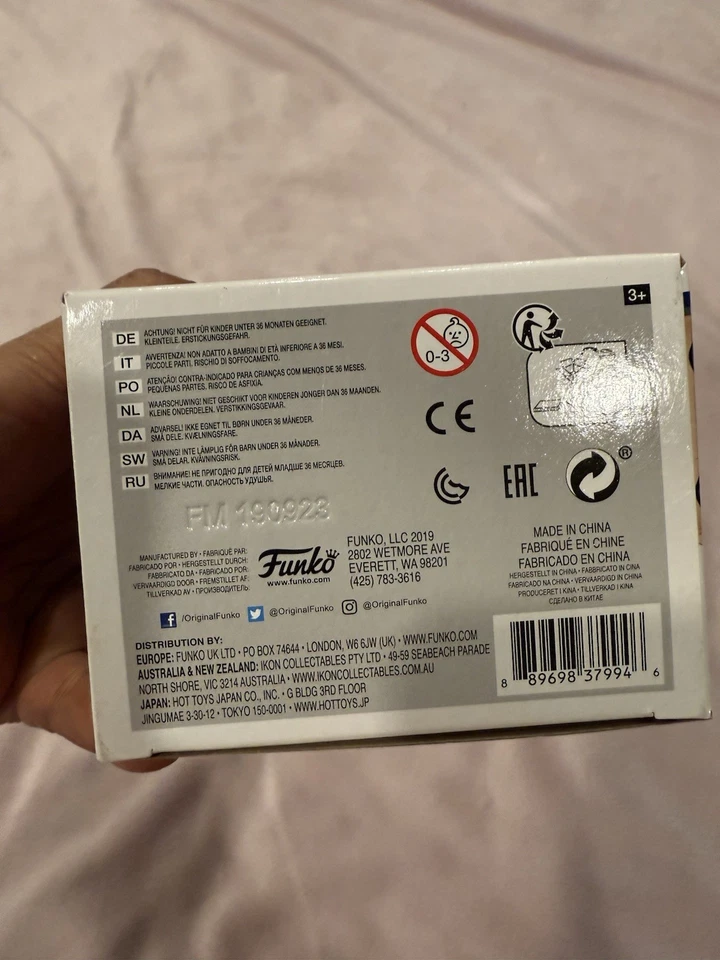 3+
DE ACHTUNG! NICHT FÜR KINDER UNTER 36 MONATEN GEEIGNET.
KLEINTEILE. ERSTICKUNGSGEFAHR.
IT AVVERTENZA! NON ADATTO A BAMBINI DI ETÀ INFERIORE A 36 MESI.
PICCOLE PARTI. RISCHIO DI SOFFOCAMENTO.
PO ATENÇÃO! CONTRA-INDICADO PARA CRIANÇAS COM MENOS DE 36 MESES.
PEQUENAS PARTES, RISCO DE ASFIXIA.
NL WAARSCHUWING! NIET GESCHIKT VOOR KINDEREN JONGER DAN 36 MAANDEN.
KLEINE ONDERDELEN. VERSTIKKINGSGEVAAR.
DA ADVARSEL! IKKE EGNET TIL BØRN UNDER 36 MÅNEDER.
SMÅ DELE. KVÆLNINGSFARE.
SW VARNING! INTE LÄMPLIG FÖR BARN UNDER 36 MÅNADER.
SMÅ DELAR. KVÄVNINGSRISK.
RU ВНИМАНИЕ! НЕ ПРИГОДНО ДЛЯ ДЕТЕЙ МЛАДШЕ 36 МЕСЯЦЕВ.
МЕЛКИЕ ЧАСТИ. ОПАСНОСТЬ УДУШЬЯ.
0-3
CE
EAC
®
FM 190923
MANUFACTURED BY • FABRIQUÉ PAR:
FABRICADO POR • HERGESTELLT DURCH:
FABBRICATO DA • FABRICADO POR:
VERVAARDIGD DOOR • FREMSTILLET AF:
TILLVERKAD AV • ПРОИЗВОДИТЕЛЬ:
Funko
www.funko.com
FUNKO, LLC 2019
2802 WETMORE AVE
EVERETT, WA 98201
(425) 783-3616
MADE IN CHINA
FABRIQUÉ EN CHINE
FABRICADO EN CHINA
HERGESTELLT IN CHINA • FABBRICATO IN CINA
FABRICADO NA CHINA • VERVAARDIGD IN CHINA
PRODUCERET I KINA • TILLVERKAD I KINA
СДЕЛАНО В КИТАЕ
/OriginalFunko @OriginalFunko @OriginalFunko
DISTRIBUTION BY:
EUROPE: FUNKO UK LTD • PO BOX 74644 • LONDON, W6 6JW (UK) • WWW.FUNKO.COM
AUSTRALIA & NEW ZEALAND: IKON COLLECTABLES PTY LTD • 49-59 SEABEACH PARADE
NORTH SHORE, VIC 3214 AUSTRALIA • WWW.IKONCOLLECTABLES.COM.AU
JAPAN: HOT TOYS JAPAN CO., INC. • G BLDG 3RD FLOOR
JINGUMAE 3-30-12 • TOKYO 150-0001 • WWW.HOTTOYS.JP
8 89698 37994 6